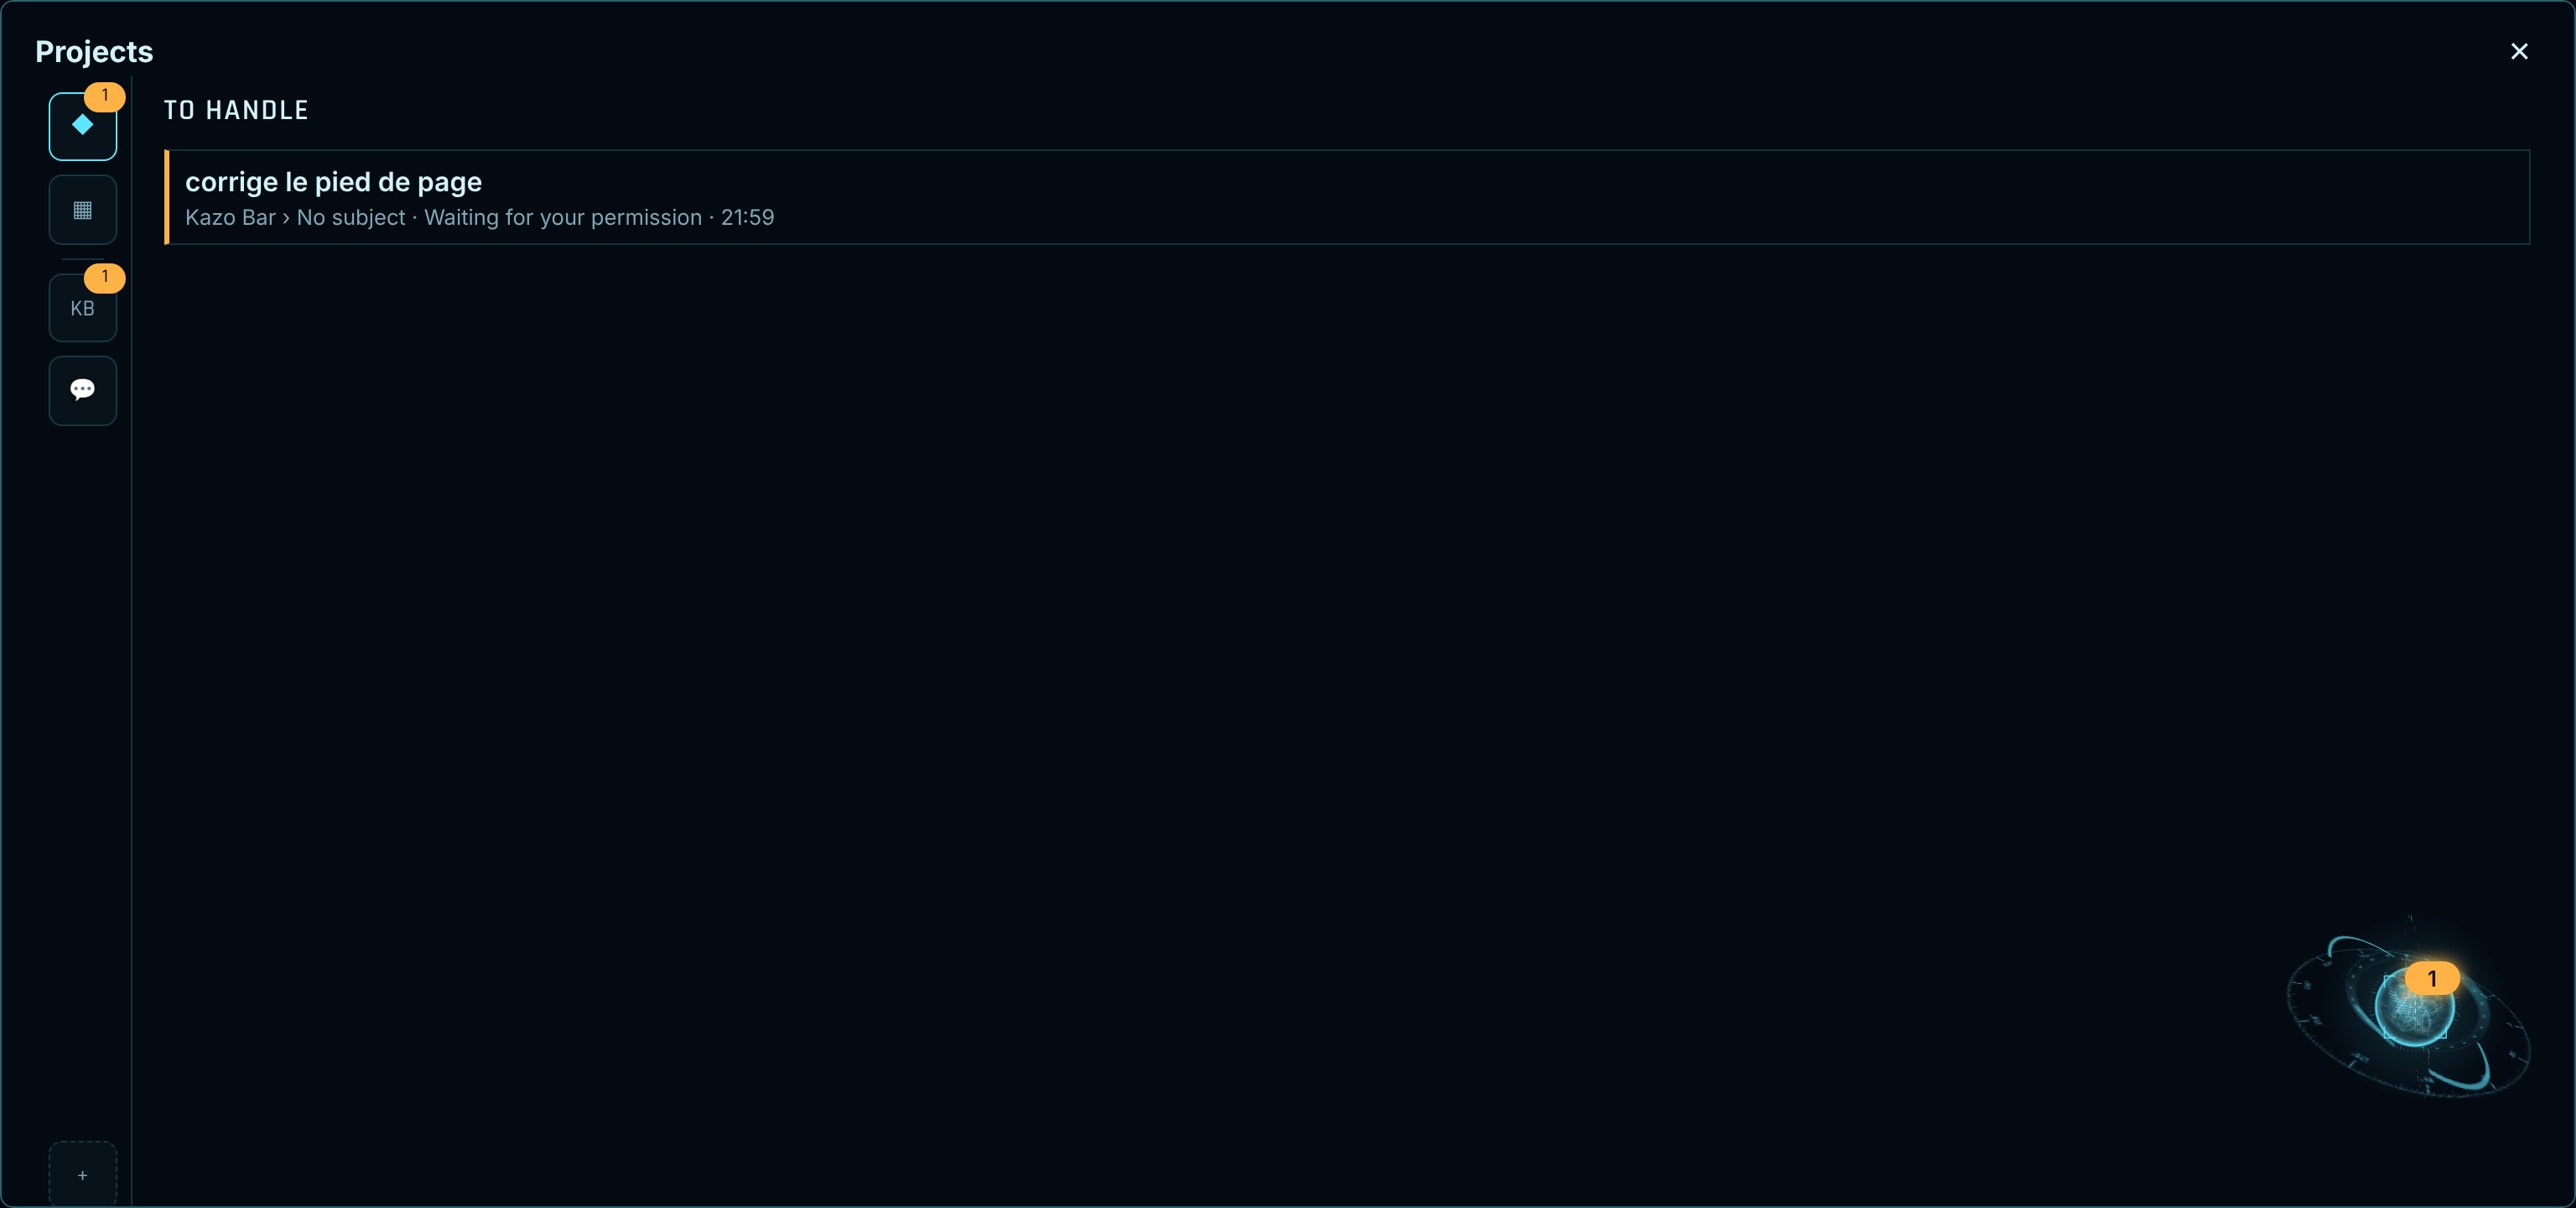 Projects
1
TO HANDLE
corrige le pied de page
Kazo Bar › No subject · Waiting for your permission · 21:59
1
KB
1
+